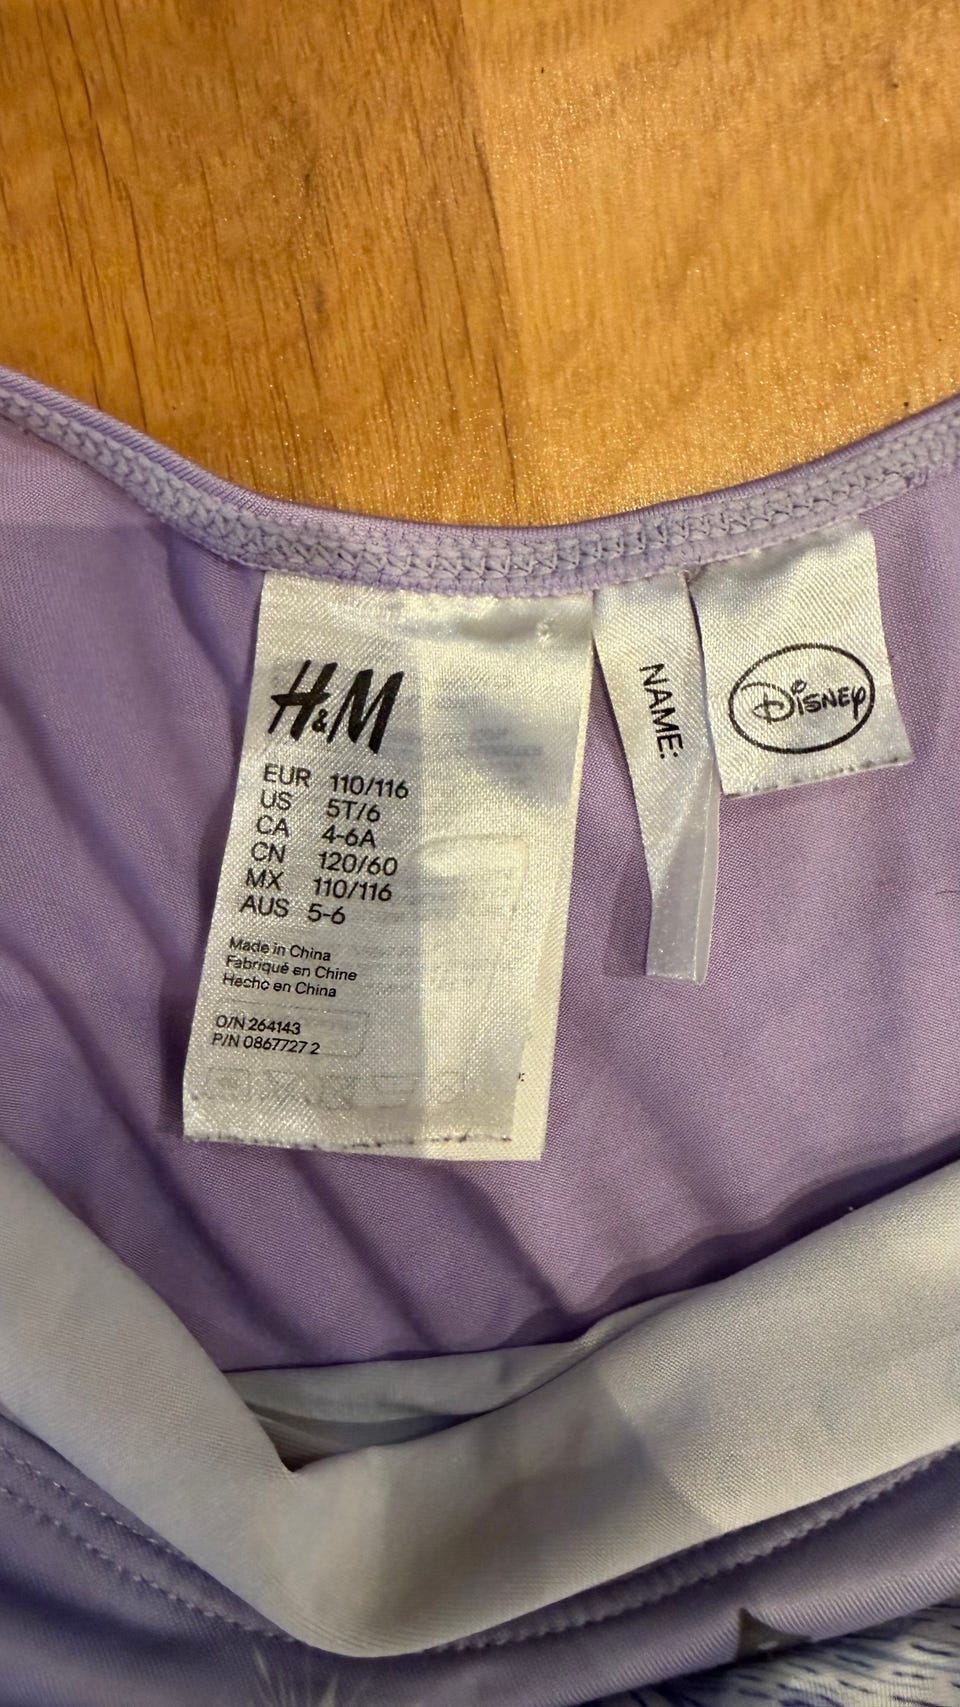 H&M
EUR 110/116
US 5T/6
CA 4-6A
CN 120/60
MX 110/116
AUS 5-6
Made in China
Fabriqué en Chine
Hecho en China
O/N 264143
P/N 0867727 2
NAME:
Disney